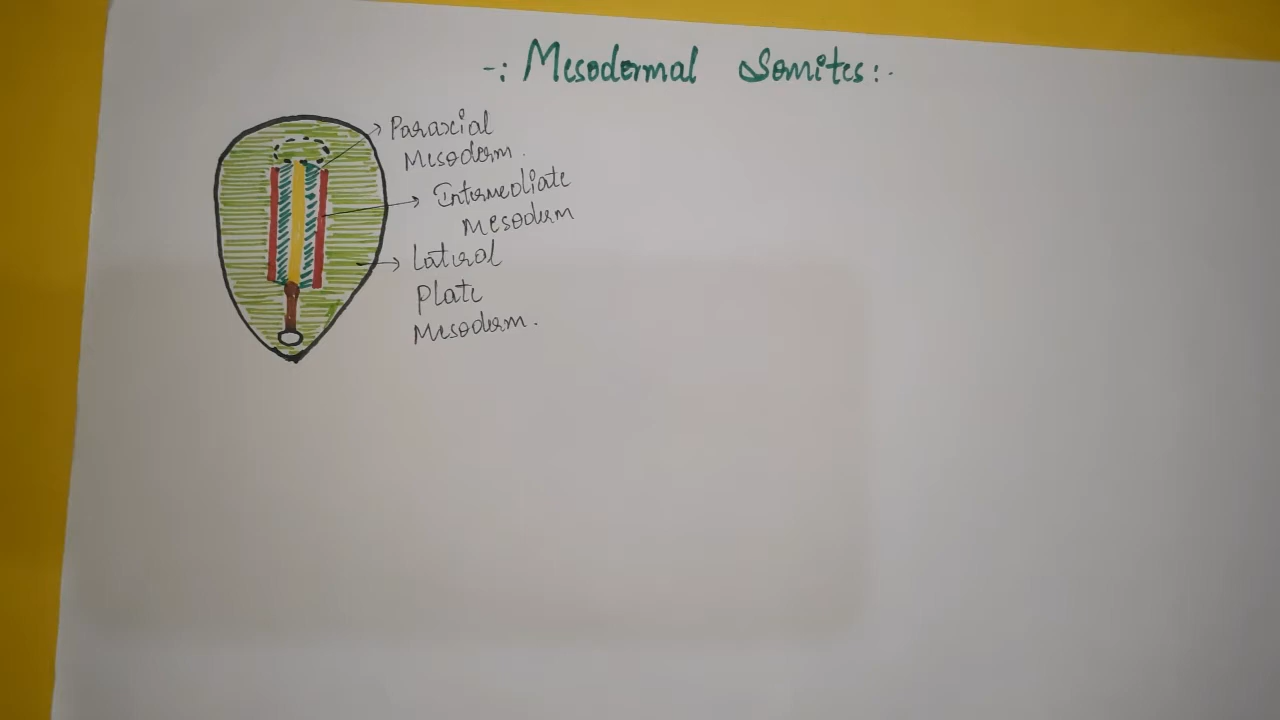 -: Mesodermal Somites:-
Paraxial
Mesoderm.
Intermediate
Mesoderm
Lateral
Plate
Mesoderm.